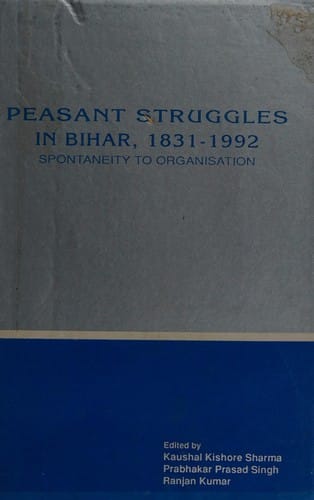 PEASANT STRUGGLES
IN BIHAR, 1831-1992
SPONTANEITY TO ORGANISATION
Edited by
Kaushal Kishore Sharma
Prabhakar Prasad Singh
Ranjan Kumar